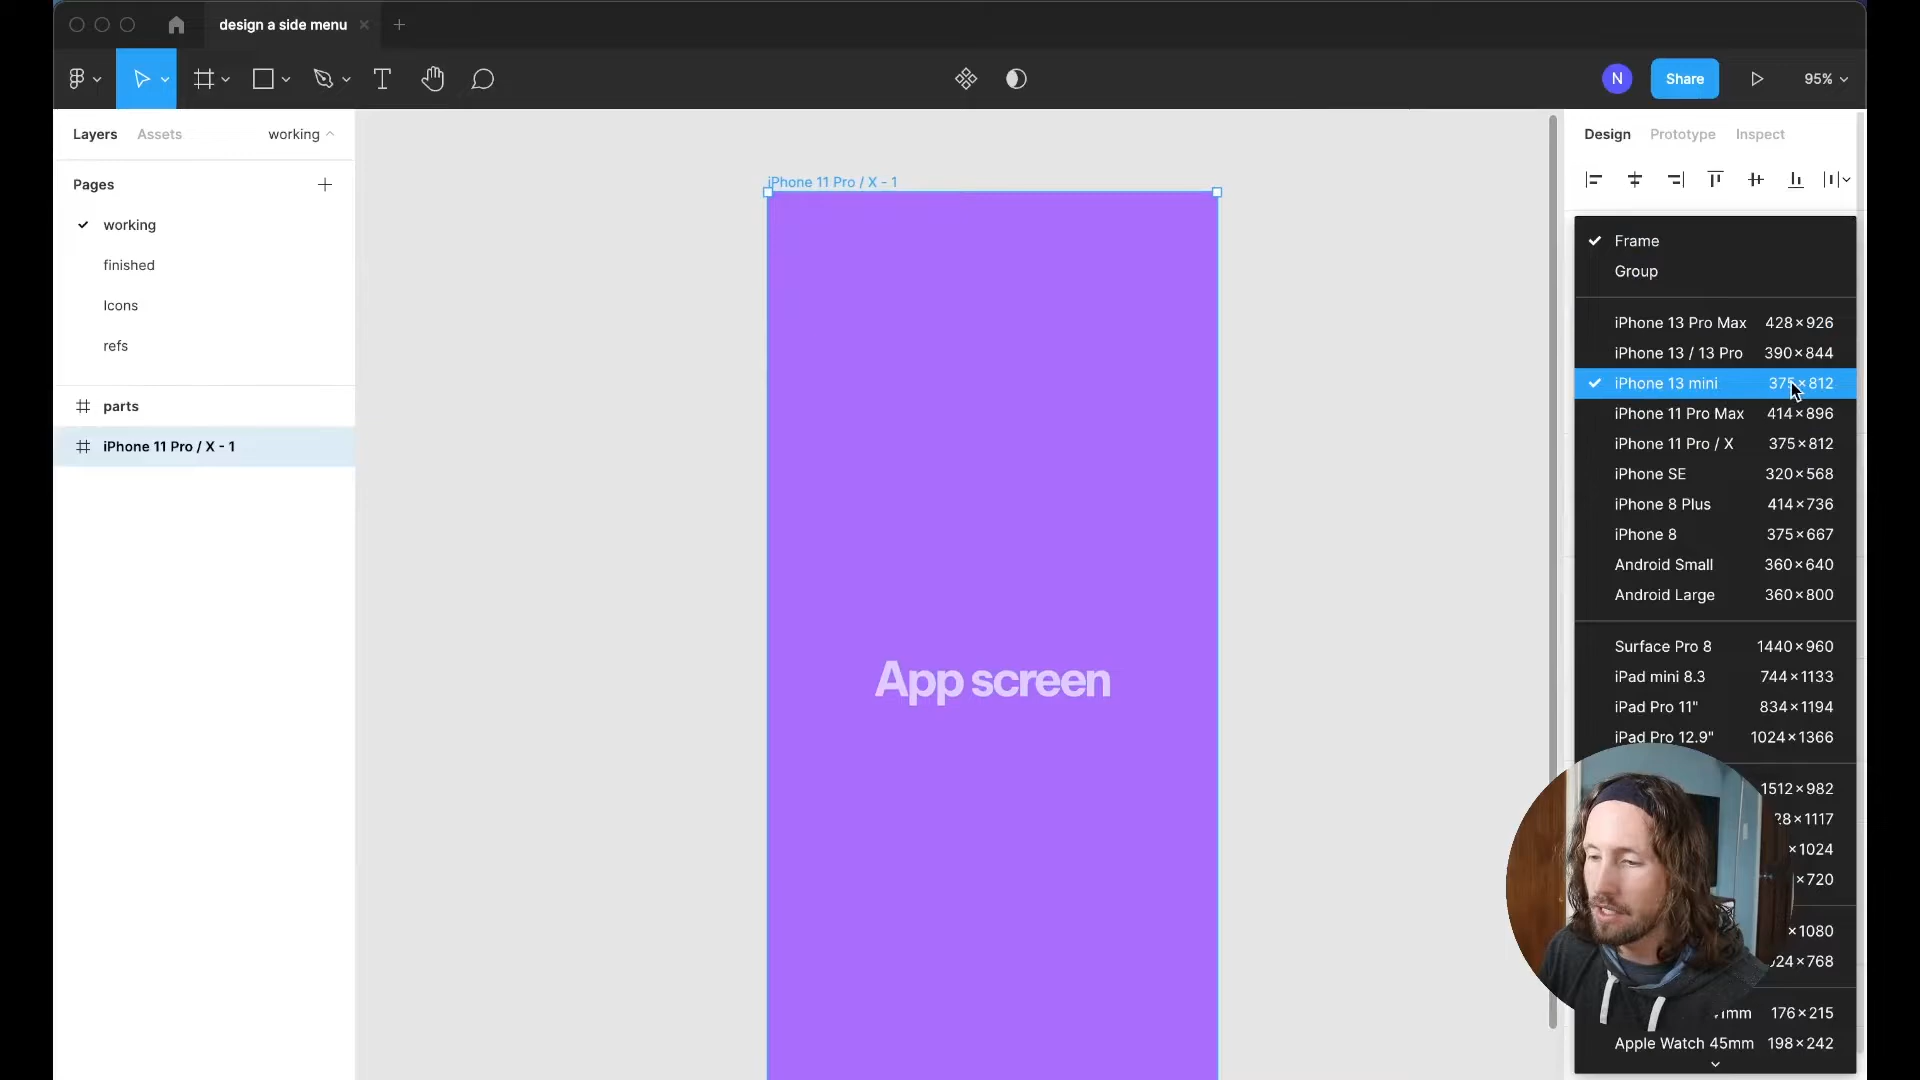 design a side menu
N
Share
95%
Layers
Assets
working
Pages
working
finished
Icons
refs
parts
iPhone 11 Pro / X - 1
iPhone 11 Pro / X - 1
App screen
Design
Prototype
Inspect
Frame
Group
iPhone 13 Pro Max 428×926
iPhone 13 / 13 Pro 390×844
iPhone 13 mini 375×812
iPhone 11 Pro Max 414×896
iPhone 11 Pro / X 375×812
iPhone SE 320×568
iPhone 8 Plus 414×736
iPhone 8 375×667
Android Small 360×640
Android Large 360×800
Surface Pro 8 1440×960
iPad mini 8.3 744×1133
iPad Pro 11" 834×1194
iPad Pro 12.9" 1024×1366
1512×982
×1117
×1024
×720
×1080
×768
mm 176×215
Apple Watch 45mm 198×242